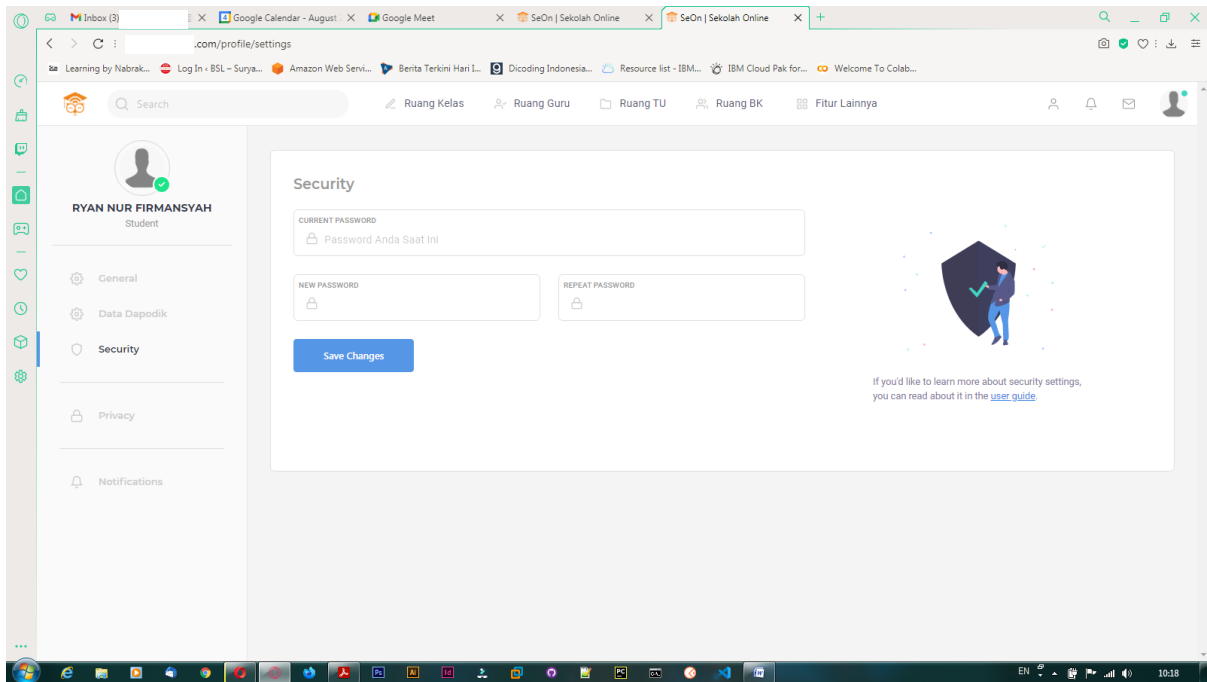 Inbox (3)
Google Calendar - August
Google Meet
SeOn | Sekolah Online
SeOn | Sekolah Online
.com/profile/settings
Learning by Nabrak...
Log In ‹ BSL – Surya...
Amazon Web Servi...
Berita Terkini Hari I...
Dicoding Indonesia...
Resource list - IBM...
IBM Cloud Pak for...
Welcome To Colab...
Search
Ruang Kelas
Ruang Guru
Ruang TU
Ruang BK
Fitur Lainnya
RYAN NUR FIRMANSYAH
Student
General
Data Dapodik
Security
Privacy
Notifications
Security
CURRENT PASSWORD
Password Anda Saat Ini
NEW PASSWORD
REPEAT PASSWORD
Save Changes
If you'd like to learn more about security settings,
you can read about it in the user guide.
EN
10:18